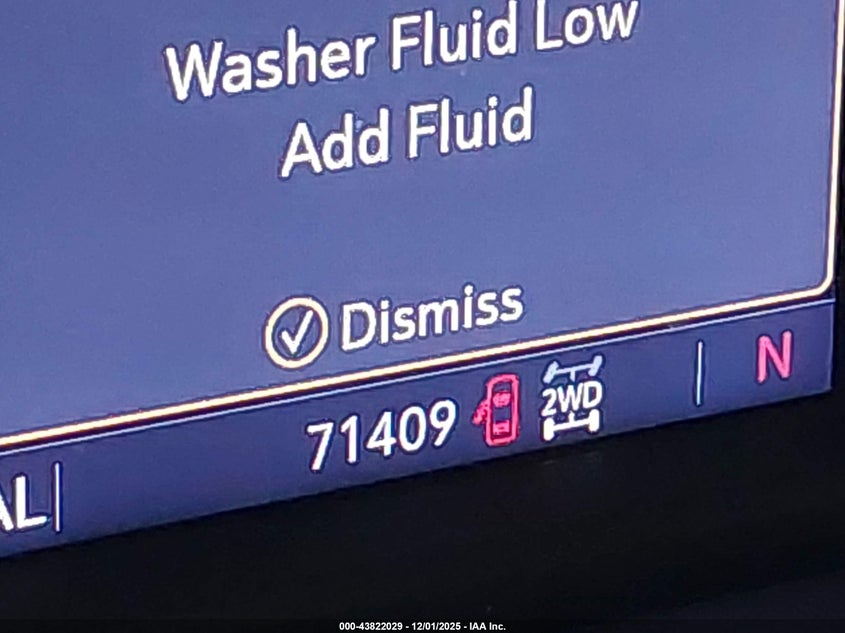 Washer Fluid Low
Add Fluid
Dismiss
71409 2WD N
AL
000-43822029 - 12/01/2025 - IAA Inc.